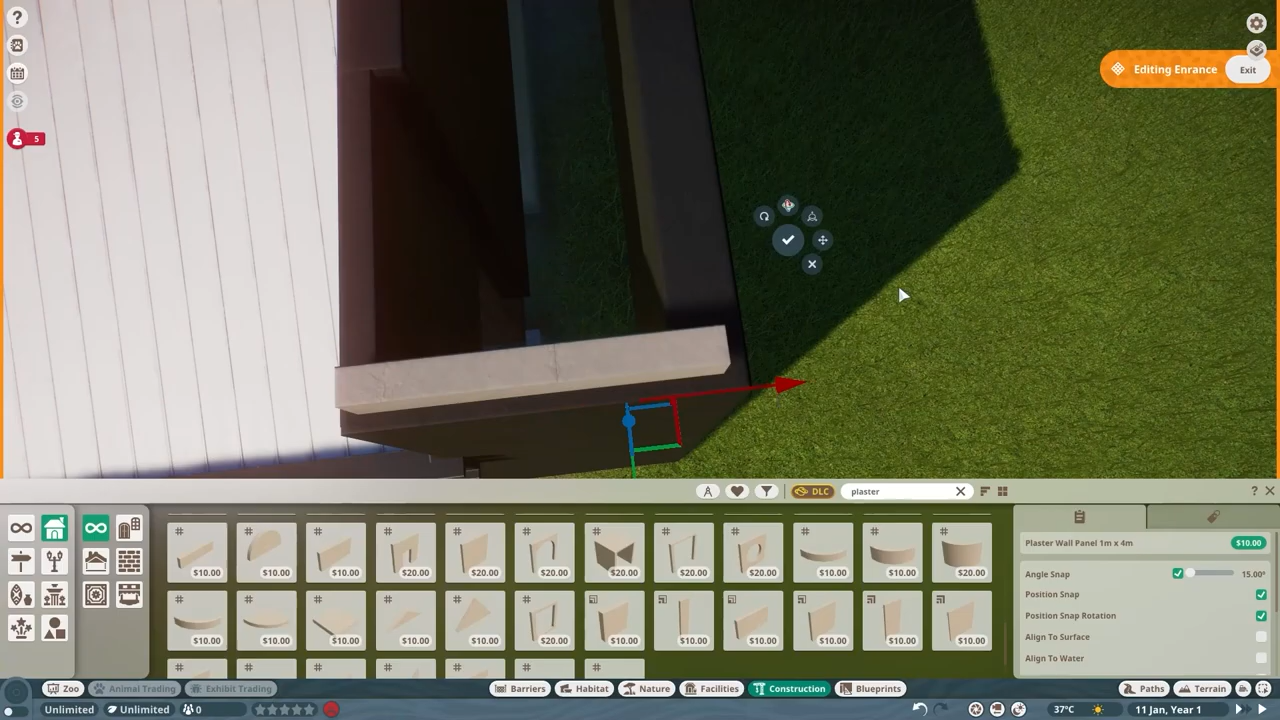 ?
Editing Enrance
Exit
5
DLC
plaster
?
$10.00 $10.00 $10.00 $20.00 $20.00 $20.00 $20.00 $10.00 $20.00 $10.00 $10.00 $20.00
$10.00 $10.00 $10.00 $10.00 $10.00 $20.00 $10.00 $10.00 $10.00 $10.00 $10.00 $10.00
Plaster Wall Panel 1m x 4m
$10.00
Angle Snap
15.00°
Position Snap
Position Snap Rotation
Align To Surface
Align To Water
Zoo
Animal Trading
Exhibit Trading
Barriers
Habitat
Nature
Facilities
Construction
Blueprints
Paths
Terrain
Unlimited
Unlimited
0
37°C
11 Jan, Year 1